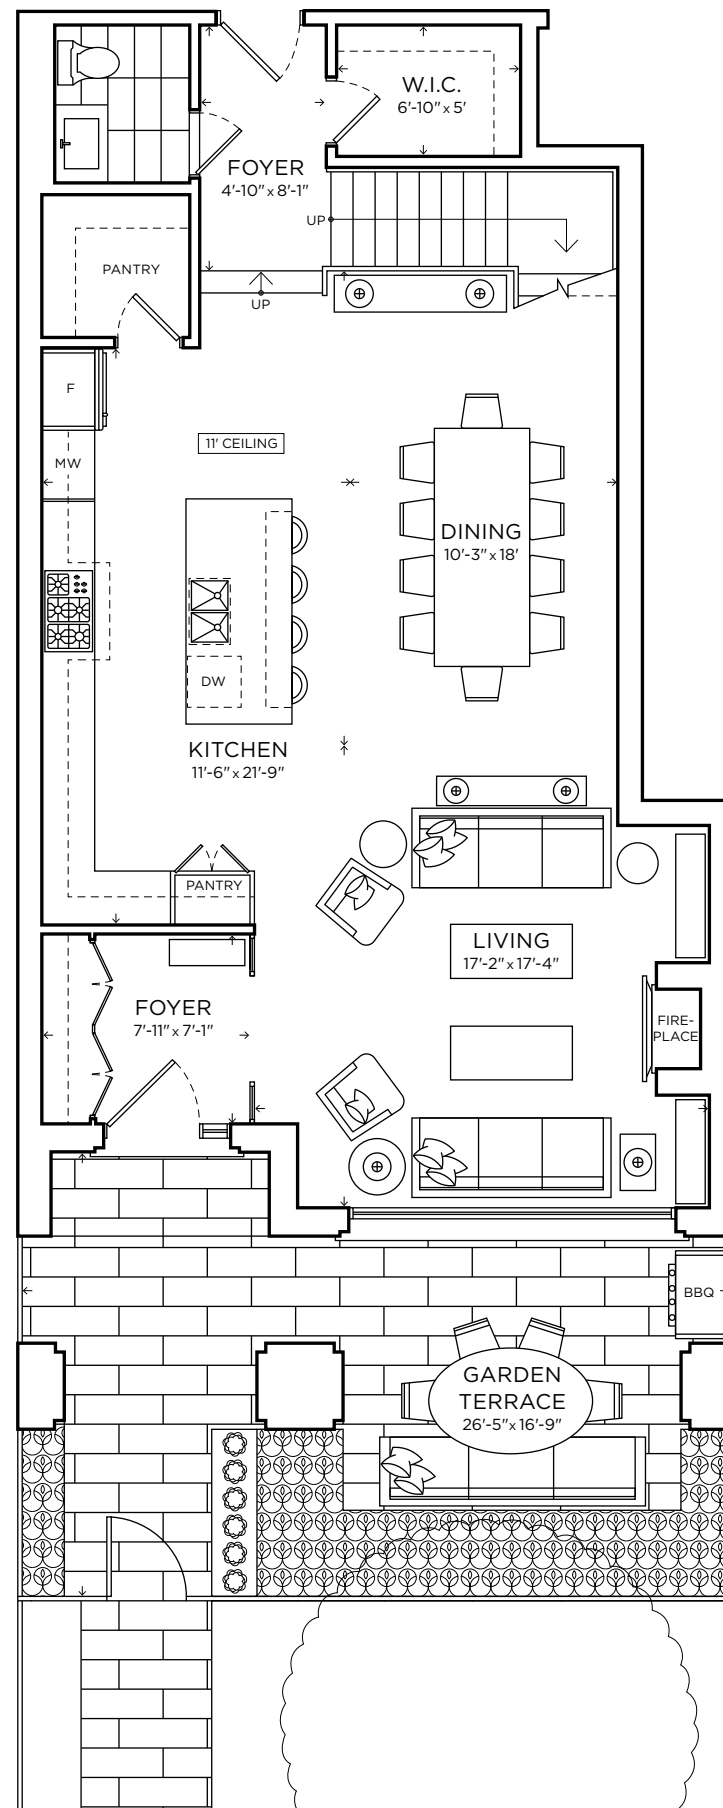 W.I.C.
6'-10" x 5'
FOYER
4'-10" x 8'-1"
UP
PANTRY
UP
F
11' CEILING
MW
DINING
10'-3" x 18'
DW
KITCHEN
11'-6" x 21'-9"
PANTRY
LIVING
17'-2" x 17'-4"
FOYER
7'-11" x 7'-1"
FIRE-
PLACE
BBQ
GARDEN
TERRACE
26'-5" x 16'-9"